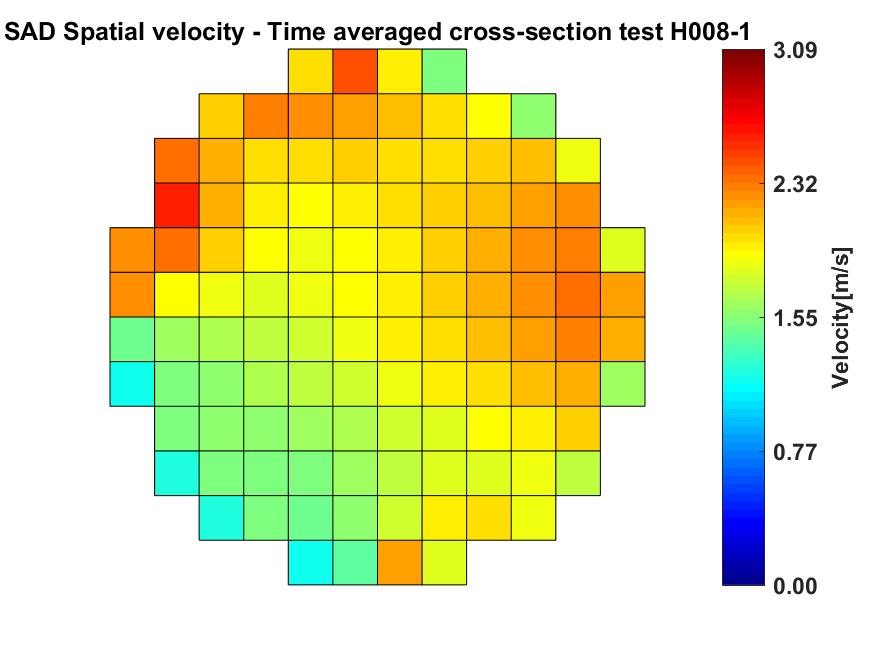 SAD Spatial velocity - Time averaged cross-section test H008-1
3.09
2.32
1.55
0.77
0.00
Velocity[m/s]